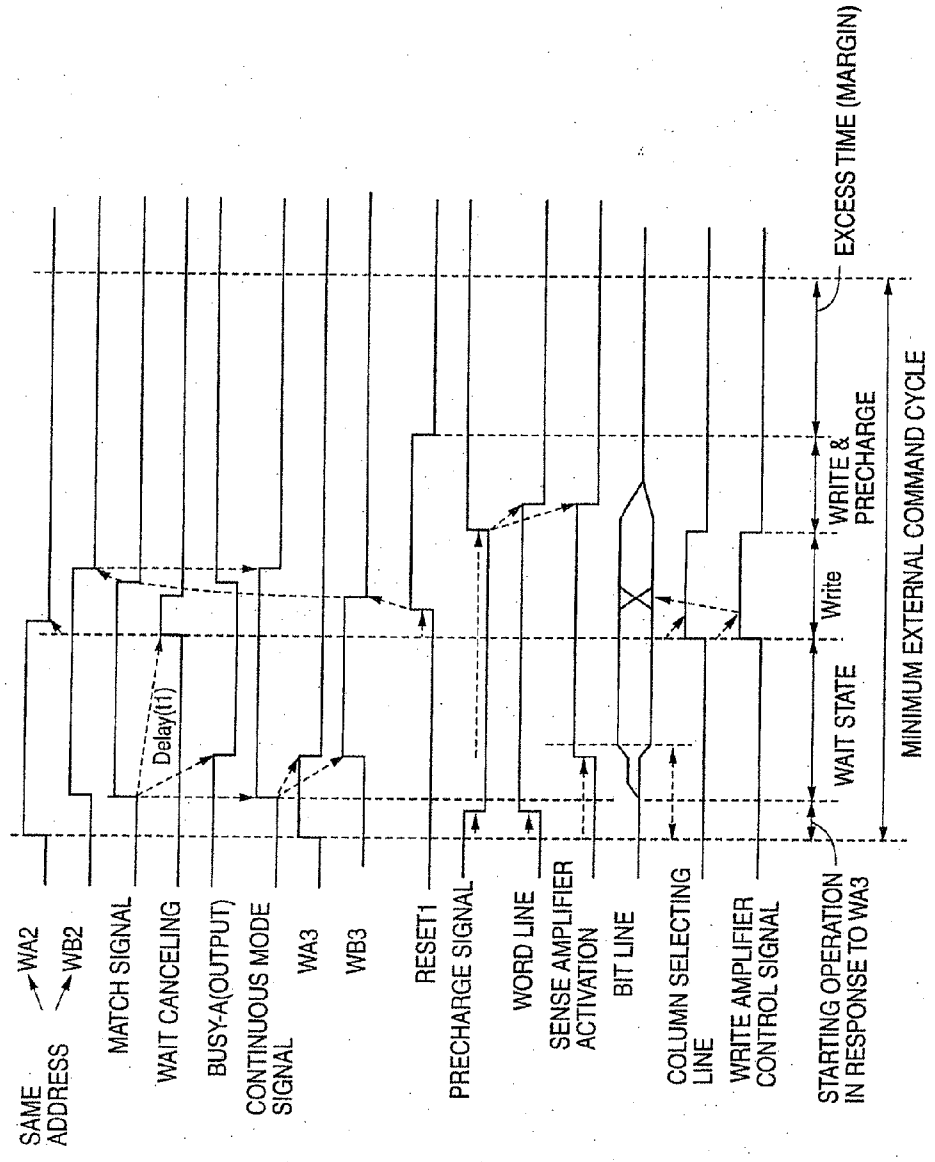 SAME
ADDRESS
WA2
WB2
MATCH SIGNAL
WAIT CANCELING
BUSY-A(OUTPUT)
CONTINUOUS MODE
SIGNAL
WA3
WB3
RESET1
PRECHARGE SIGNAL
WORD LINE
SENSE AMPLIFIER
ACTIVATION
BIT LINE
COLUMN SELECTING
LINE
WRITE AMPLIFIER
CONTROL SIGNAL
STARTING OPERATION
IN RESPONSE TO WA3
Delay(t1)
WAIT STATE
Write
WRITE &
PRECHARGE
EXCESS TIME (MARGIN)
MINIMUM EXTERNAL COMMAND CYCLE